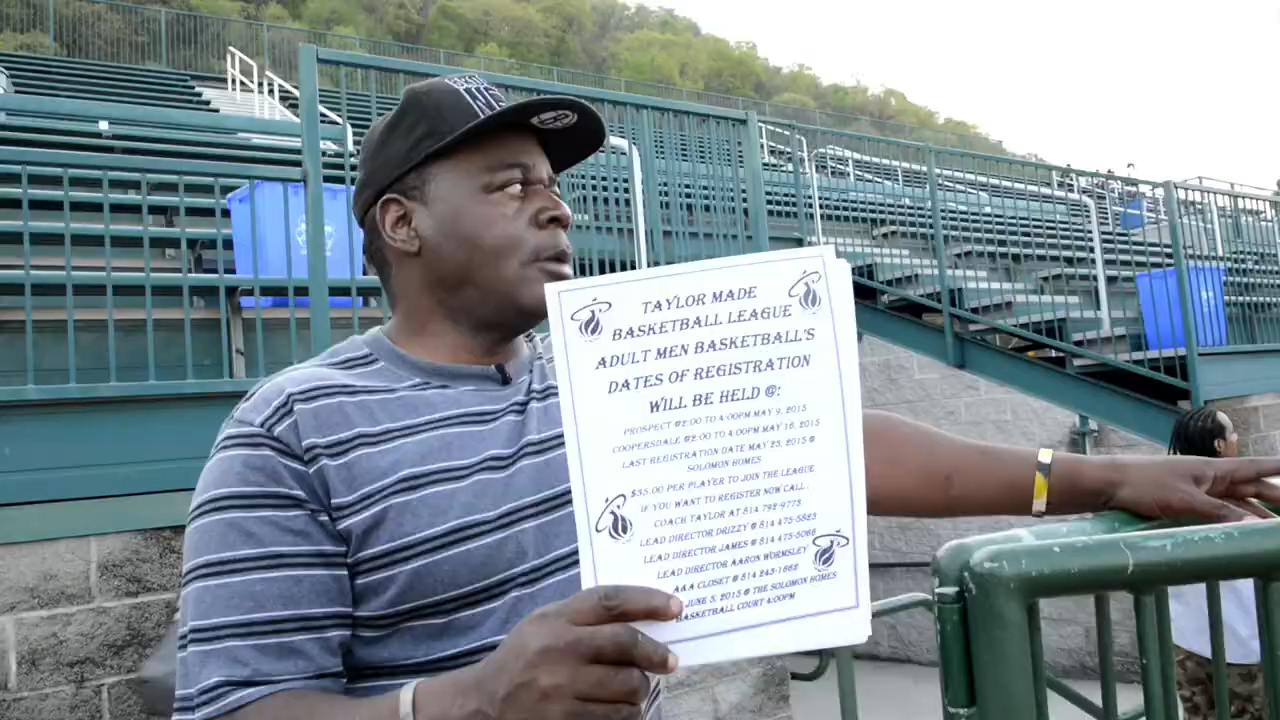 TAYLOR MADE
BASKETBALL LEAGUE
ADULT MEN BASKETBALL'S
DATES OF REGISTRATION
WILL BE HELD @:
PROSPECT @2:00 TO 4:00PM MAY 9, 2015
COOPERSDALE @2:00 TO 4:00PM MAY 16, 2015
LAST REGISTRATION DATE MAY 23, 2015 @
SOLOMON HOMES
$35.00 PER PLAYER TO JOIN THE LEAGUE
IF YOU WANT TO REGISTER NOW CALL:
COACH TAYLOR AT 814 792-9773
LEAD DIRECTOR DRIZZY @ 814 475-5823
LEAD DIRECTOR JAMES @ 814 475-5066
LEAD DIRECTOR AARON WORMSLEY
A&A CLOSET @ 814 243-1662
JUNE 5, 2015 @ THE SOLOMON HOMES
BASKETBALL COURT 4:00PM